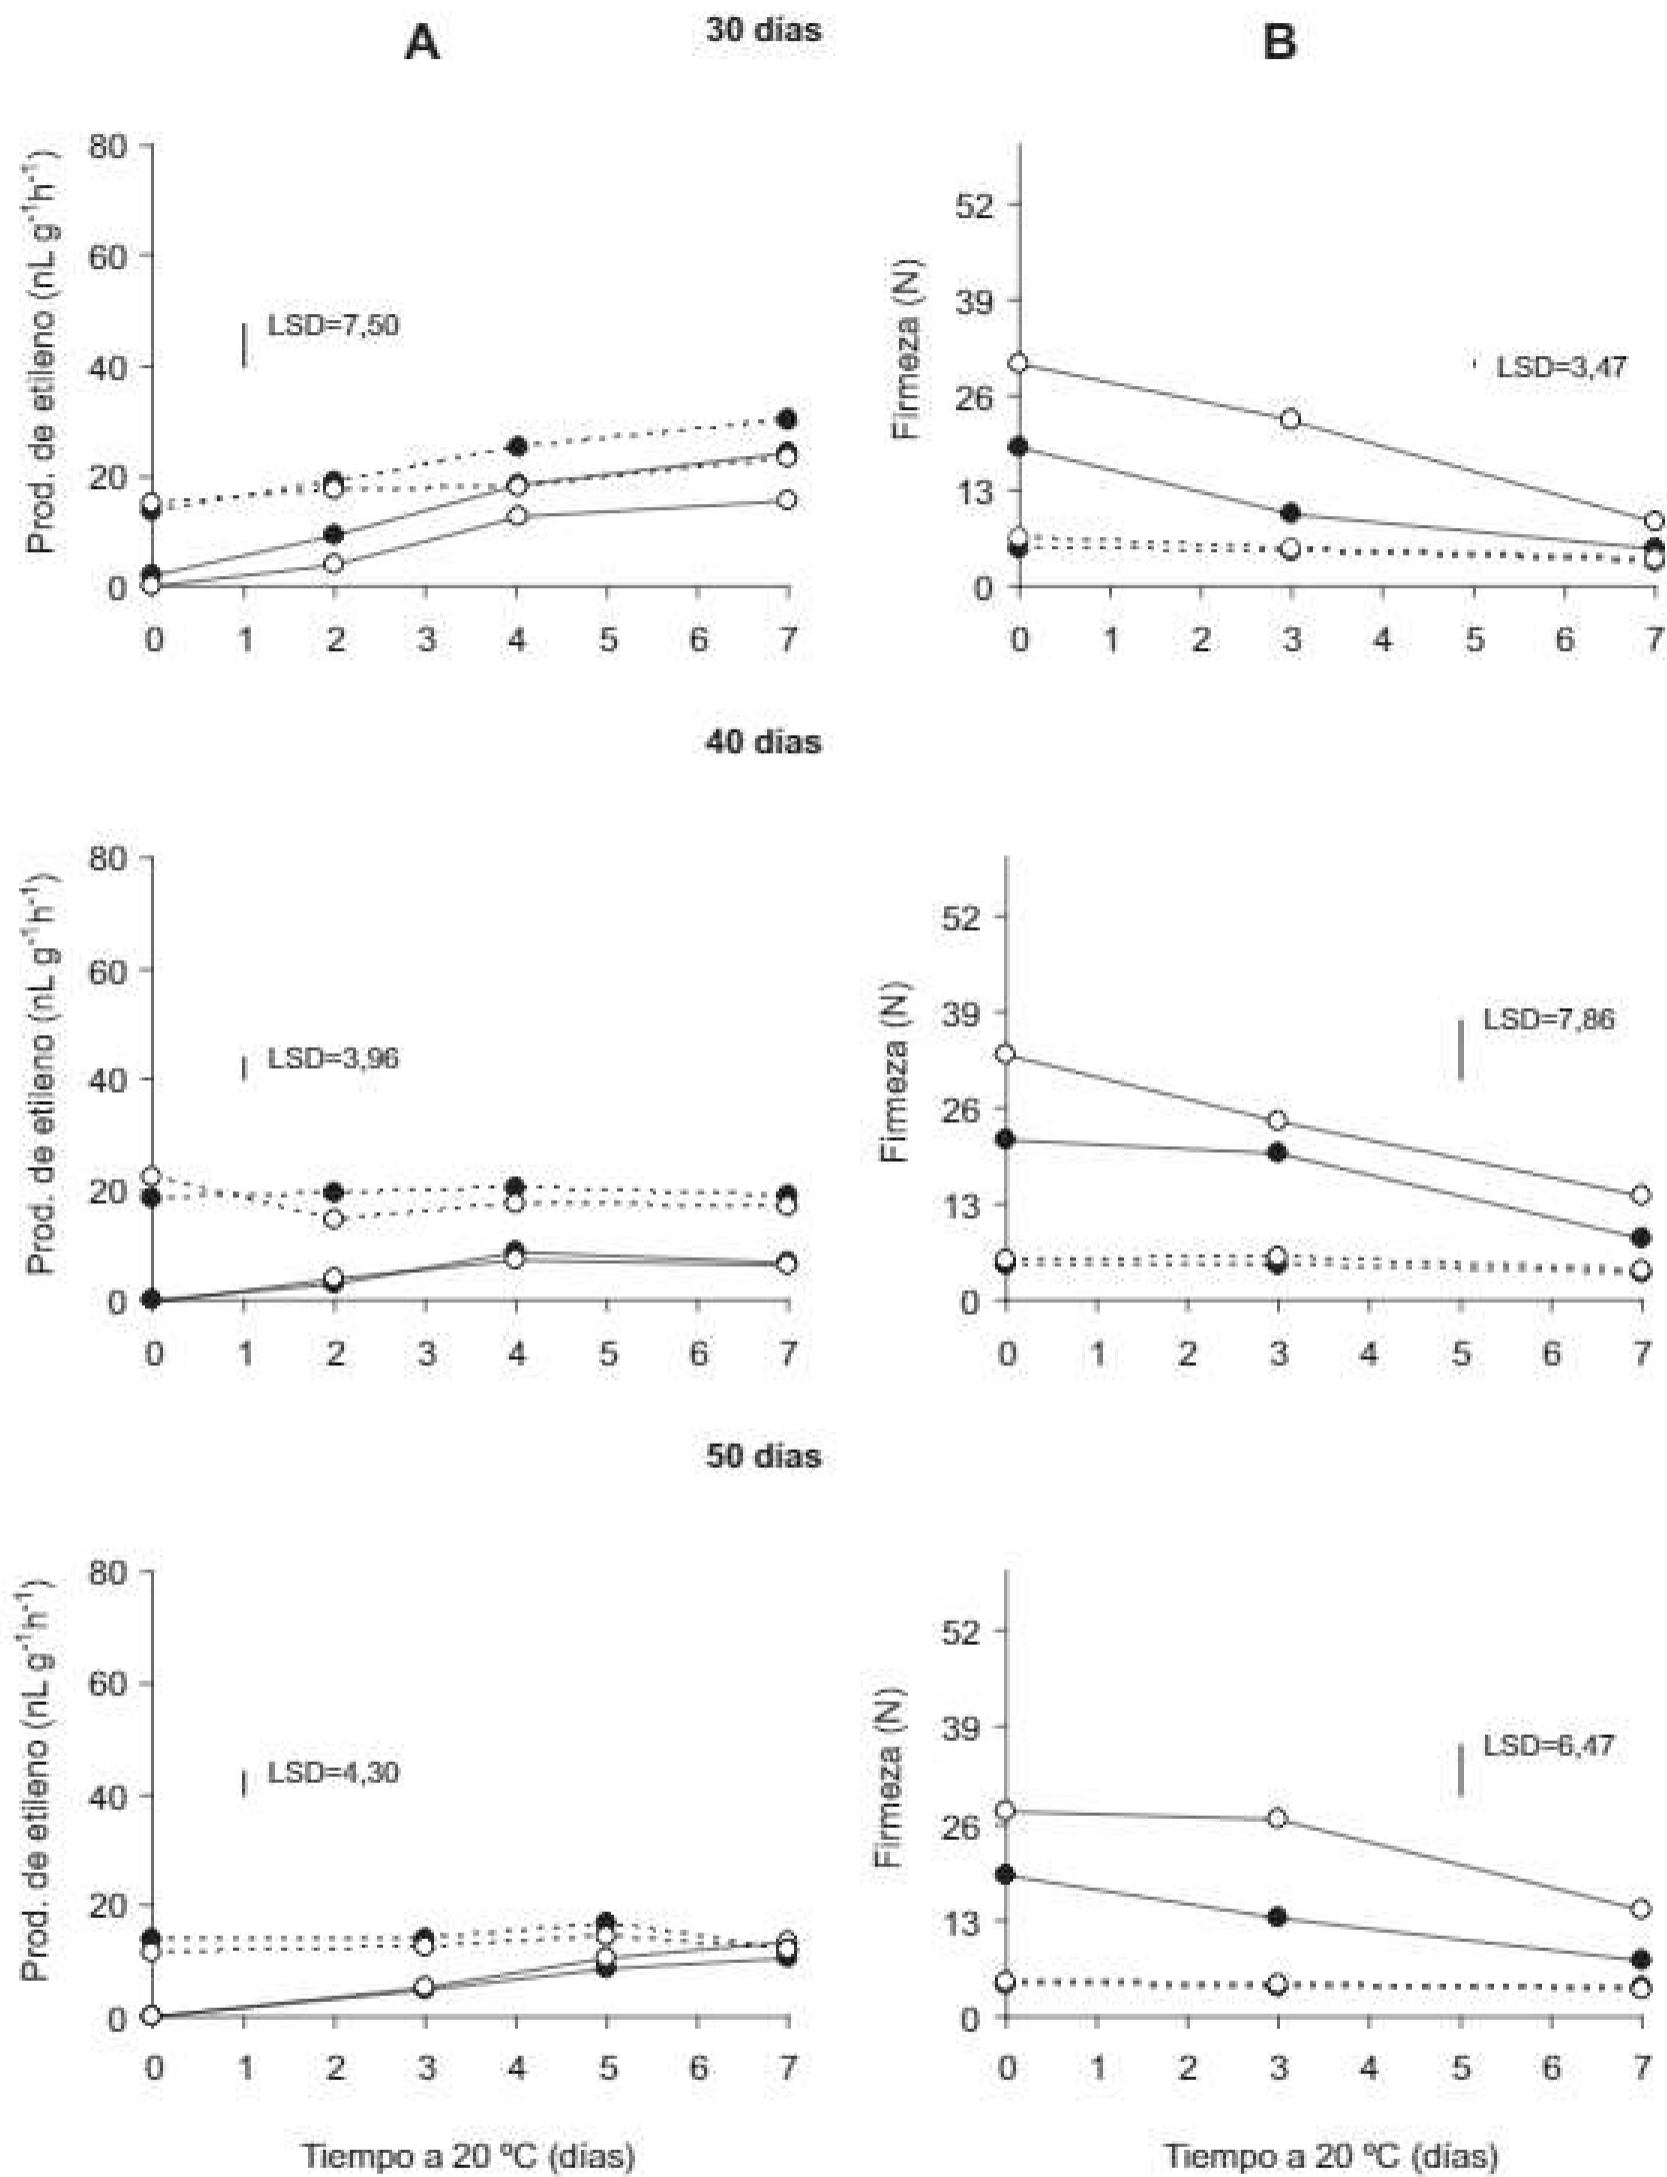 A
30 días
B
Prod. de etileno (nL g⁻¹h⁻¹)
80
60
40
20
0
LSD=7,50
0 1 2 3 4 5 6 7
Firmeza (N)
52
39
26
13
0
LSD=3,47
0 1 2 3 4 5 6 7
40 días
Prod. de etileno (nL g⁻¹h⁻¹)
80
60
40
20
0
LSD=3,96
0 1 2 3 4 5 6 7
Firmeza (N)
52
39
26
13
0
LSD=7,86
0 1 2 3 4 5 6 7
50 días
Prod. de etileno (nL g⁻¹h⁻¹)
80
60
40
20
0
LSD=4,30
0 1 2 3 4 5 6 7
Tiempo a 20 ºC (días)
Firmeza (N)
52
39
26
13
0
LSD=6,47
0 1 2 3 4 5 6 7
Tiempo a 20 ºC (días)